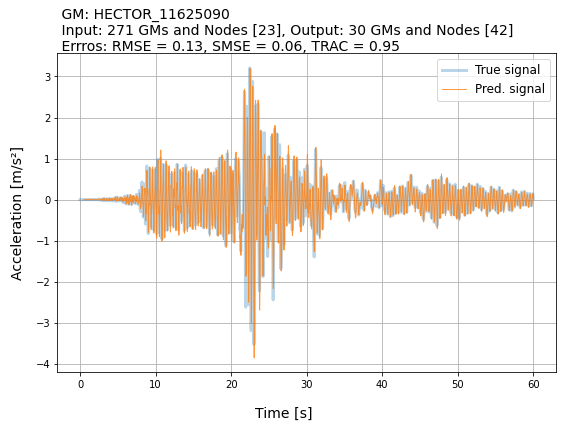 GM: HECTOR_11625090
Input: 271 GMs and Nodes [23], Output: 30 GMs and Nodes [42]
Errros: RMSE = 0.13, SMSE = 0.06, TRAC = 0.95
True signal
Pred. signal
Acceleration [m/s²]
3
2
1
0
−1
−2
−3
−4
0 10 20 30 40 50 60
Time [s]